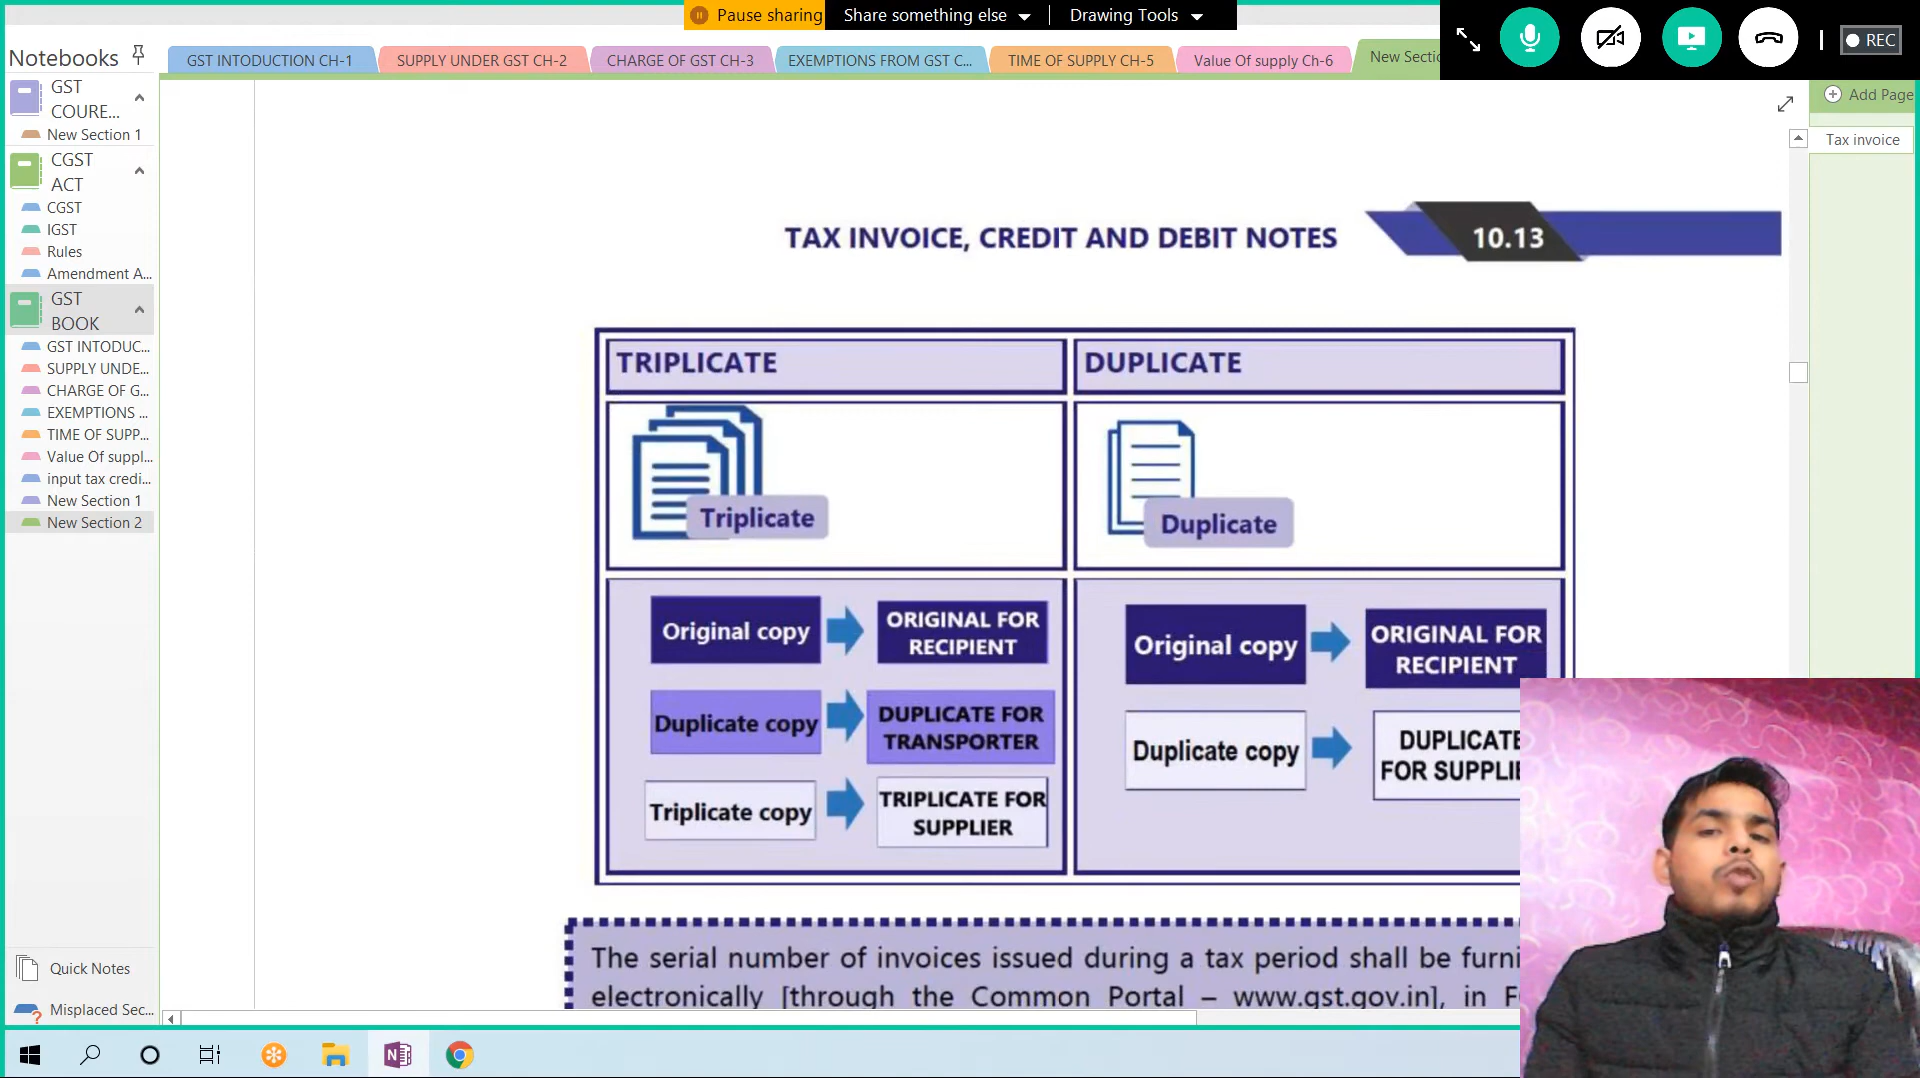 Pause sharing
Share something else
Drawing Tools
REC
Notebooks
GST INTODUCTION CH-1
SUPPLY UNDER GST CH-2
CHARGE OF GST CH-3
EXEMPTIONS FROM GST C...
TIME OF SUPPLY CH-5
Value Of supply Ch-6
New Sectio
Add Page
Tax invoice
GST
COURE...
New Section 1
CGST
ACT
CGST
IGST
Rules
Amendment A...
GST
BOOK
GST INTODUC...
SUPPLY UNDE...
CHARGE OF G...
EXEMPTIONS ...
TIME OF SUPP...
Value Of suppl...
input tax credi...
New Section 1
New Section 2
Quick Notes
Misplaced Sec...
TAX INVOICE, CREDIT AND DEBIT NOTES
10.13
TRIPLICATE
DUPLICATE
Triplicate
Duplicate
Original copy
ORIGINAL FOR
RECIPIENT
Duplicate copy
DUPLICATE FOR
TRANSPORTER
Triplicate copy
TRIPLICATE FOR
SUPPLIER
Original copy
ORIGINAL FOR
RECIPIENT
Duplicate copy
DUPLICATE
FOR SUPPLIE
The serial number of invoices issued during a tax period shall be furni
electronically [through the Common Portal – www.gst.gov.in], in F